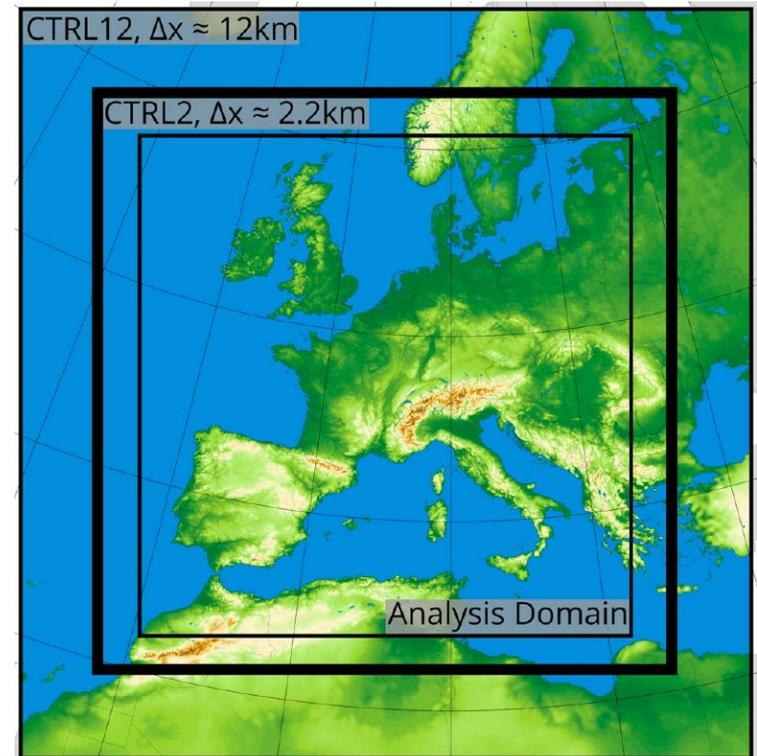 CTRL12, Δx ≈ 12km
CTRL2, Δx ≈ 2.2km
Analysis Domain